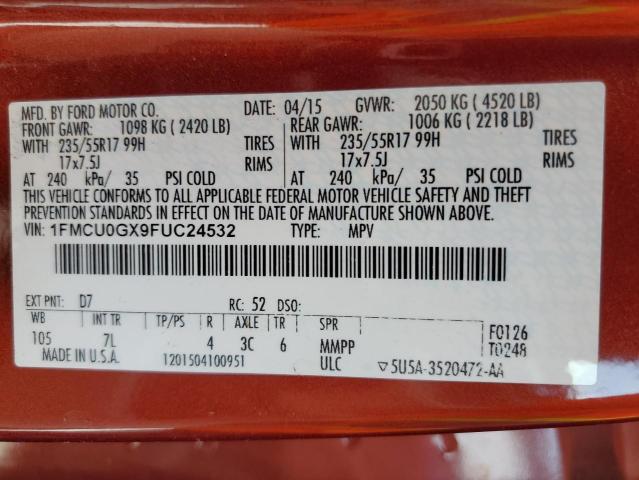 MFD. BY FORD MOTOR CO. DATE: 04/15 GVWR: 2050 KG ( 4520 LB)
FRONT GAWR: 1098 KG ( 2420 LB) REAR GAWR: 1006 KG ( 2218 LB)
WITH 235/55R17 99H TIRES WITH 235/55R17 99H TIRES
17x7.5J RIMS 17x7.5J RIMS
AT 240 kPa/ 35 PSI COLD AT 240 kPa/ 35 PSI COLD
THIS VEHICLE CONFORMS TO ALL APPLICABLE FEDERAL MOTOR VEHICLE SAFETY AND THEFT
PREVENTION STANDARDS IN EFFECT ON THE DATE OF MANUFACTURE SHOWN ABOVE.
VIN: 1FMCU0GX9FUC24532 TYPE: MPV
EXT PNT: D7 RC: 52 DSO:
WB INT TR TP/PS R AXLE TR SPR
105 7L 4 3C 6 MMPP
F0126
T0248
MADE IN U.S.A. 1201504100951 ULC ▽5U5A-3520472-AA